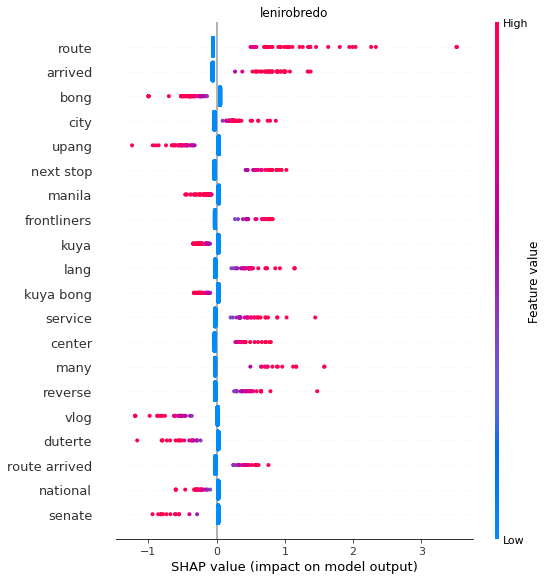 lenirobredo
High
route
arrived
bong
city
upang
next stop
manila
frontliners
kuya
lang
kuya bong
service
center
many
reverse
vlog
duterte
route arrived
national
senate
Feature value
Low
−1 0 1 2 3
SHAP value (impact on model output)